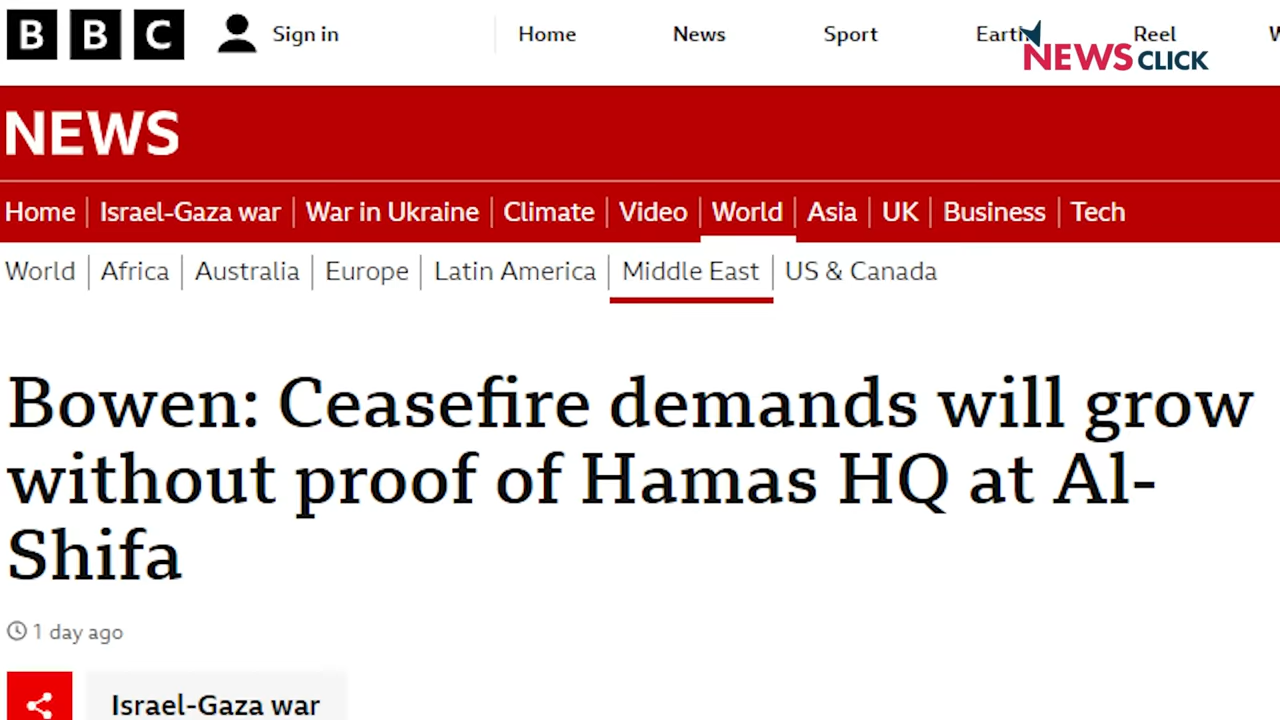 BBC Sign in Home News Sport Earth Reel W
NEWS CLICK
NEWS
Home Israel-Gaza war War in Ukraine Climate Video World Asia UK Business Tech
World Africa Australia Europe Latin America Middle East US & Canada
Bowen: Ceasefire demands will grow
without proof of Hamas HQ at Al-
Shifa
1 day ago
Israel-Gaza war